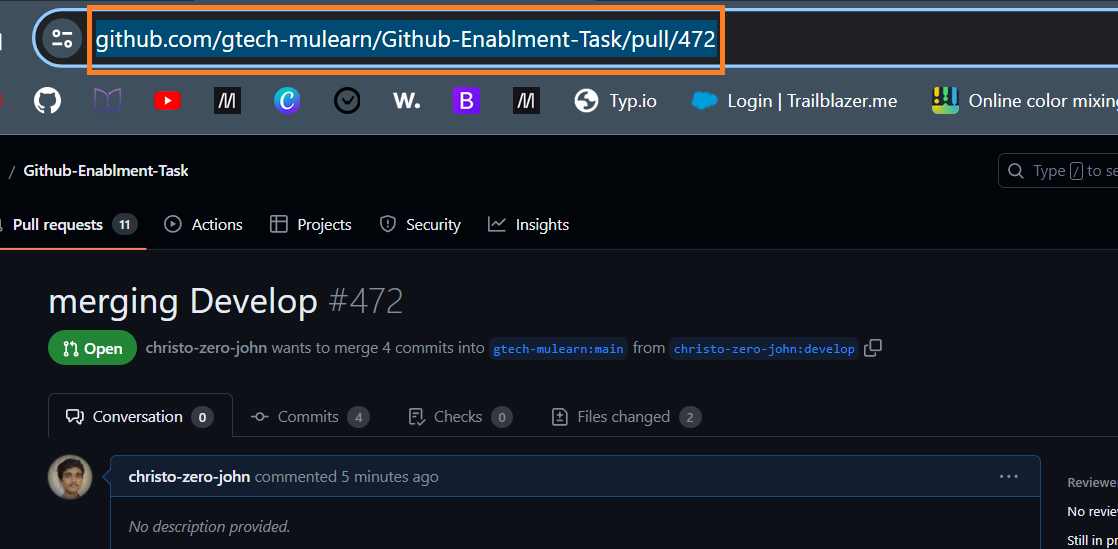 github.com/gtech-mulearn/Github-Enablment-Task/pull/472
W. B Typ.io Login | Trailblazer.me Online color mixing
/ Github-Enablment-Task
Type / to se
Pull requests 11 Actions Projects Security Insights
merging Develop #472
Open christo-zero-john wants to merge 4 commits into gtech-mulearn:main from christo-zero-john:develop
Conversation 0 Commits 4 Checks 0 Files changed 2
christo-zero-john commented 5 minutes ago
No description provided.
Reviewe
No revie
Still in pr